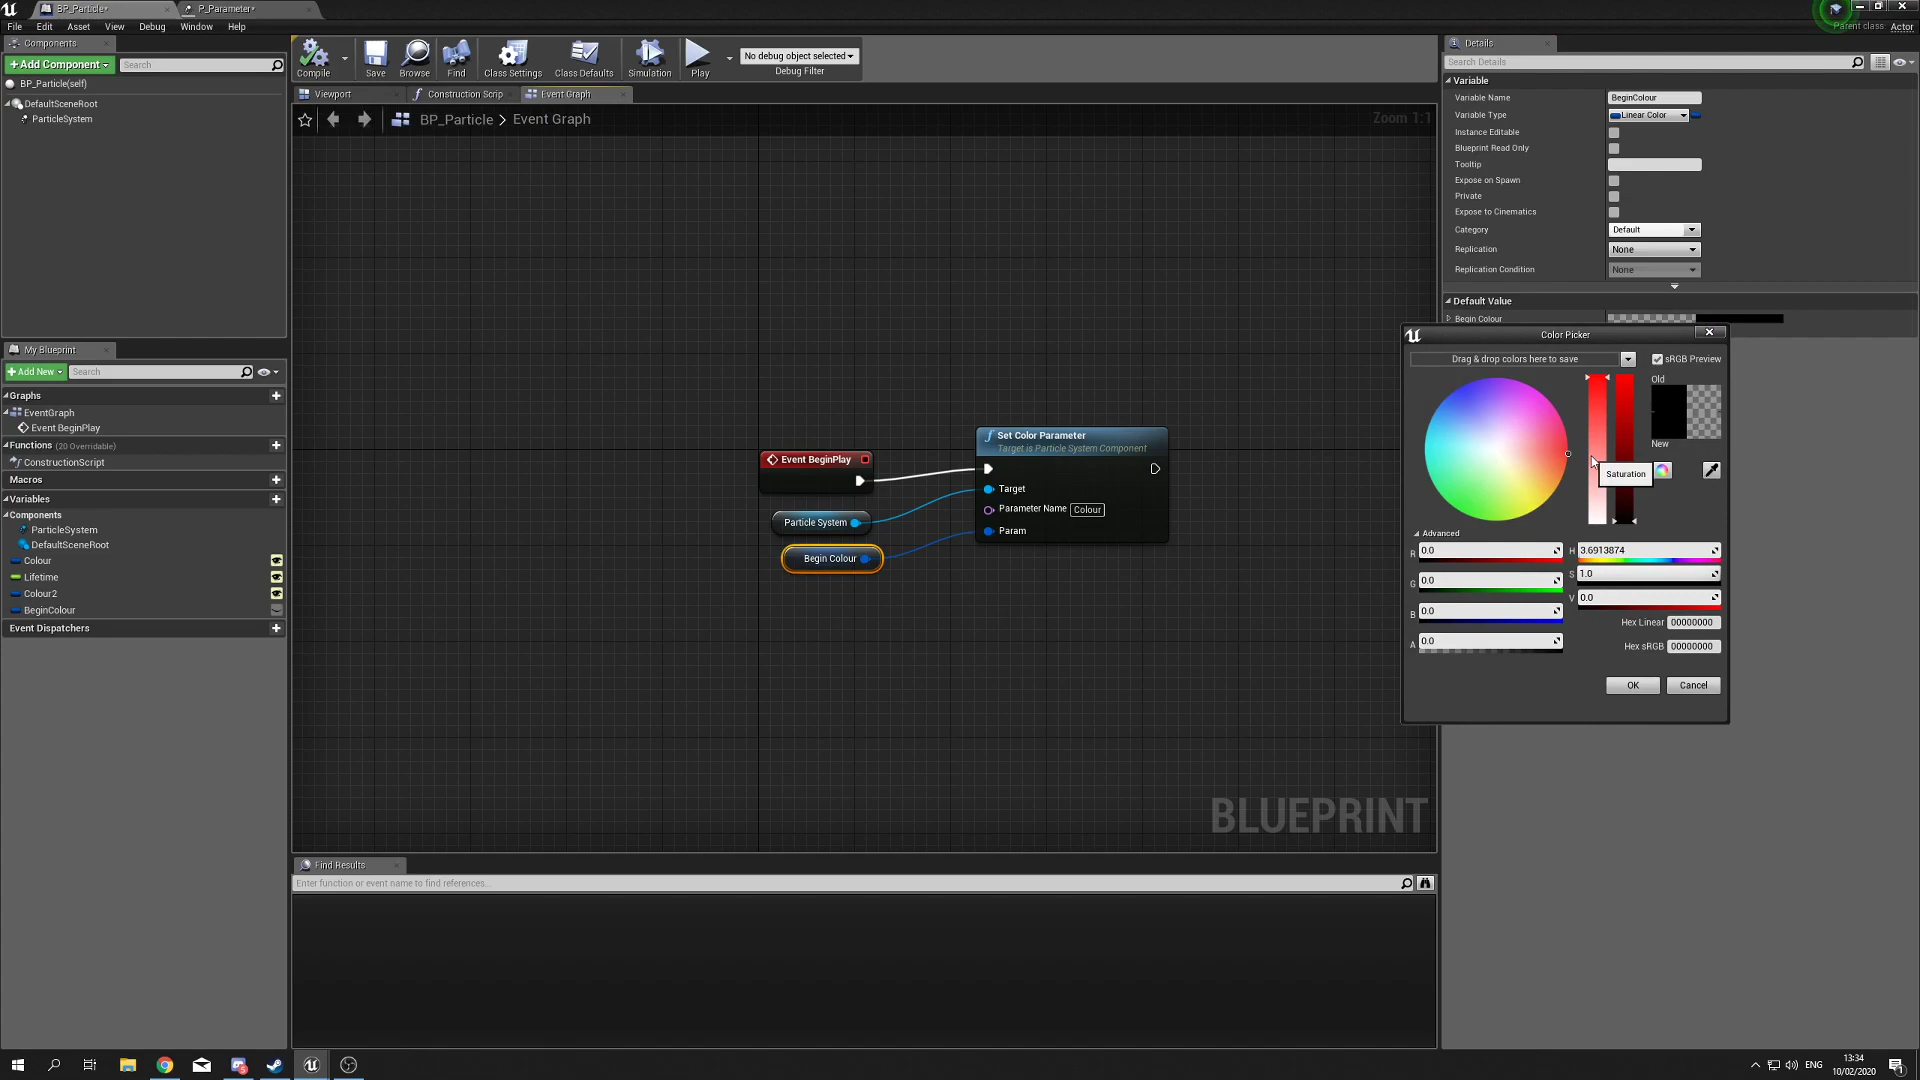 BP_Particle*
P_Parameter*
File Edit Asset View Debug Window Help
Parent class: Actor
Components
+Add Component
Search
BP_Particle(self)
DefaultSceneRoot
ParticleSystem
Compile
Save
Browse
Find
Class Settings
Class Defaults
Simulation
Play
No debug object selected
Debug Filter
Viewport
Construction Scrip
Event Graph
BP_Particle > Event Graph
Zoom 1:1
Event BeginPlay
Particle System
Begin Colour
Set Color Parameter
Target is Particle System Component
Target
Parameter Name Colour
Param
BLUEPRINT
My Blueprint
+Add New
Search
Graphs
EventGraph
Event BeginPlay
Functions (20 Overridable)
ConstructionScript
Macros
Variables
Components
ParticleSystem
DefaultSceneRoot
Colour
Lifetime
Colour2
BeginColour
Event Dispatchers
Find Results
Enter function or event name to find references...
Details
Search Details
Variable
Variable Name BeginColour
Variable Type Linear Color
Instance Editable
Blueprint Read Only
Tooltip
Expose on Spawn
Private
Expose to Cinematics
Category Default
Replication None
Replication Condition None
Default Value
Begin Colour
Color Picker
Drag & drop colors here to save
sRGB Preview
Old
New
Saturation
Advanced
R 0.0
G 0.0
B 0.0
A 0.0
H 3.6913874
S 1.0
V 0.0
Hex Linear 00000000
Hex sRGB 00000000
OK
Cancel
ENG
13:34
10/02/2020